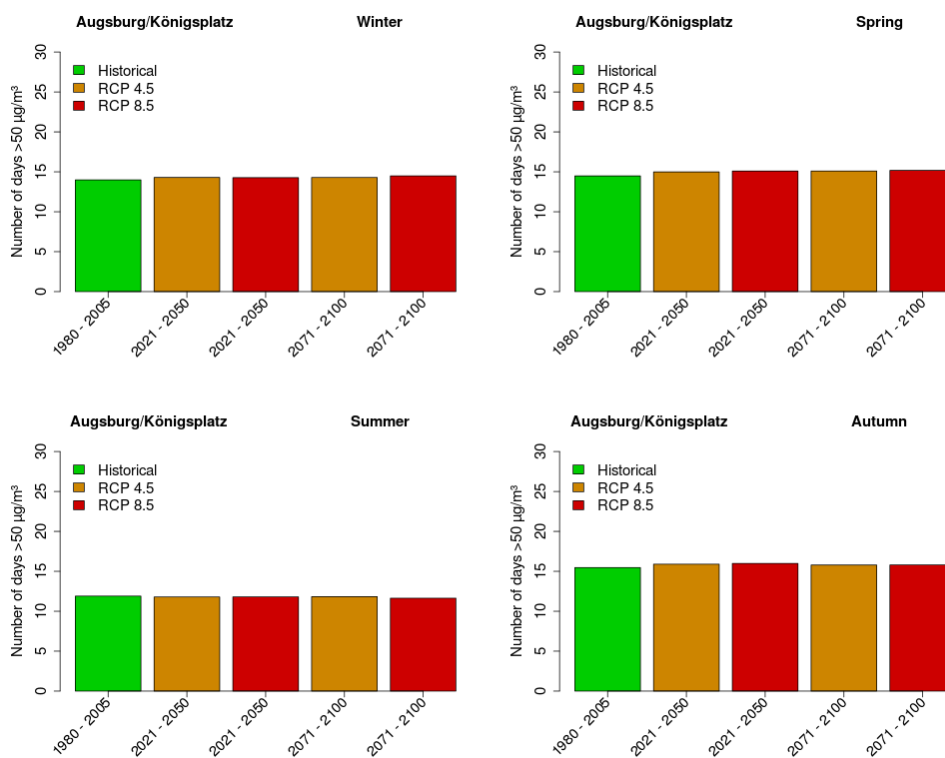 Augsburg/Königsplatz Winter
Number of days >50 µg/m³
30
25
20
15
10
5
0
Historical
RCP 4.5
RCP 8.5
1980 - 2005
2021 - 2050
2021 - 2050
2071 - 2100
2071 - 2100
Augsburg/Königsplatz Spring
Number of days >50 µg/m³
30
25
20
15
10
5
0
Historical
RCP 4.5
RCP 8.5
1980 - 2005
2021 - 2050
2021 - 2050
2071 - 2100
2071 - 2100
Augsburg/Königsplatz Summer
Number of days >50 µg/m³
30
25
20
15
10
5
0
Historical
RCP 4.5
RCP 8.5
1980 - 2005
2021 - 2050
2021 - 2050
2071 - 2100
2071 - 2100
Augsburg/Königsplatz Autumn
Number of days >50 µg/m³
30
25
20
15
10
5
0
Historical
RCP 4.5
RCP 8.5
1980 - 2005
2021 - 2050
2021 - 2050
2071 - 2100
2071 - 2100